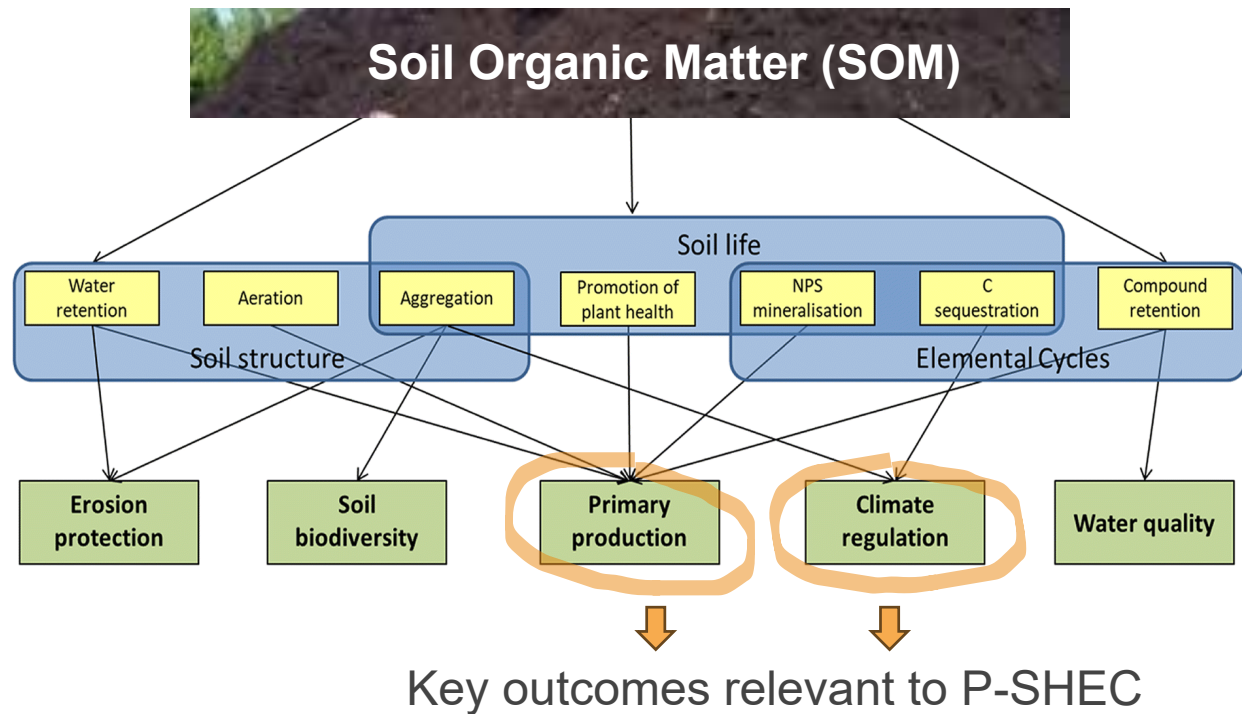 Soil Organic Matter (SOM)
Soil life
Water
retention
Aeration
Aggregation
Promotion of
plant health
NPS
mineralisation
C
sequestration
Compound
retention
Soil structure
Elemental Cycles
Erosion
protection
Soil
biodiversity
Primary
production
Climate
regulation
Water quality
Key outcomes relevant to P-SHEC